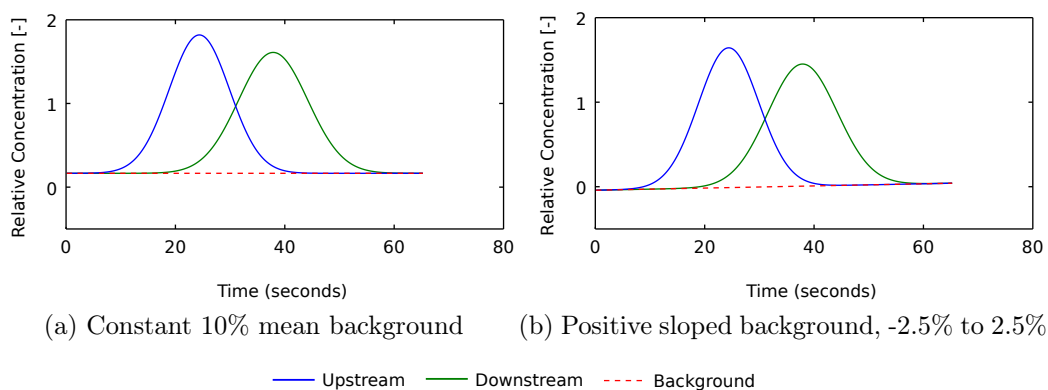 2
1
0
Relative Concentration [-]
0 20 40 60 80
Time (seconds)
(a) Constant 10% mean background
2
1
0
Relative Concentration [-]
0 20 40 60 80
Time (seconds)
(b) Positive sloped background, -2.5% to 2.5%
Upstream Downstream Background